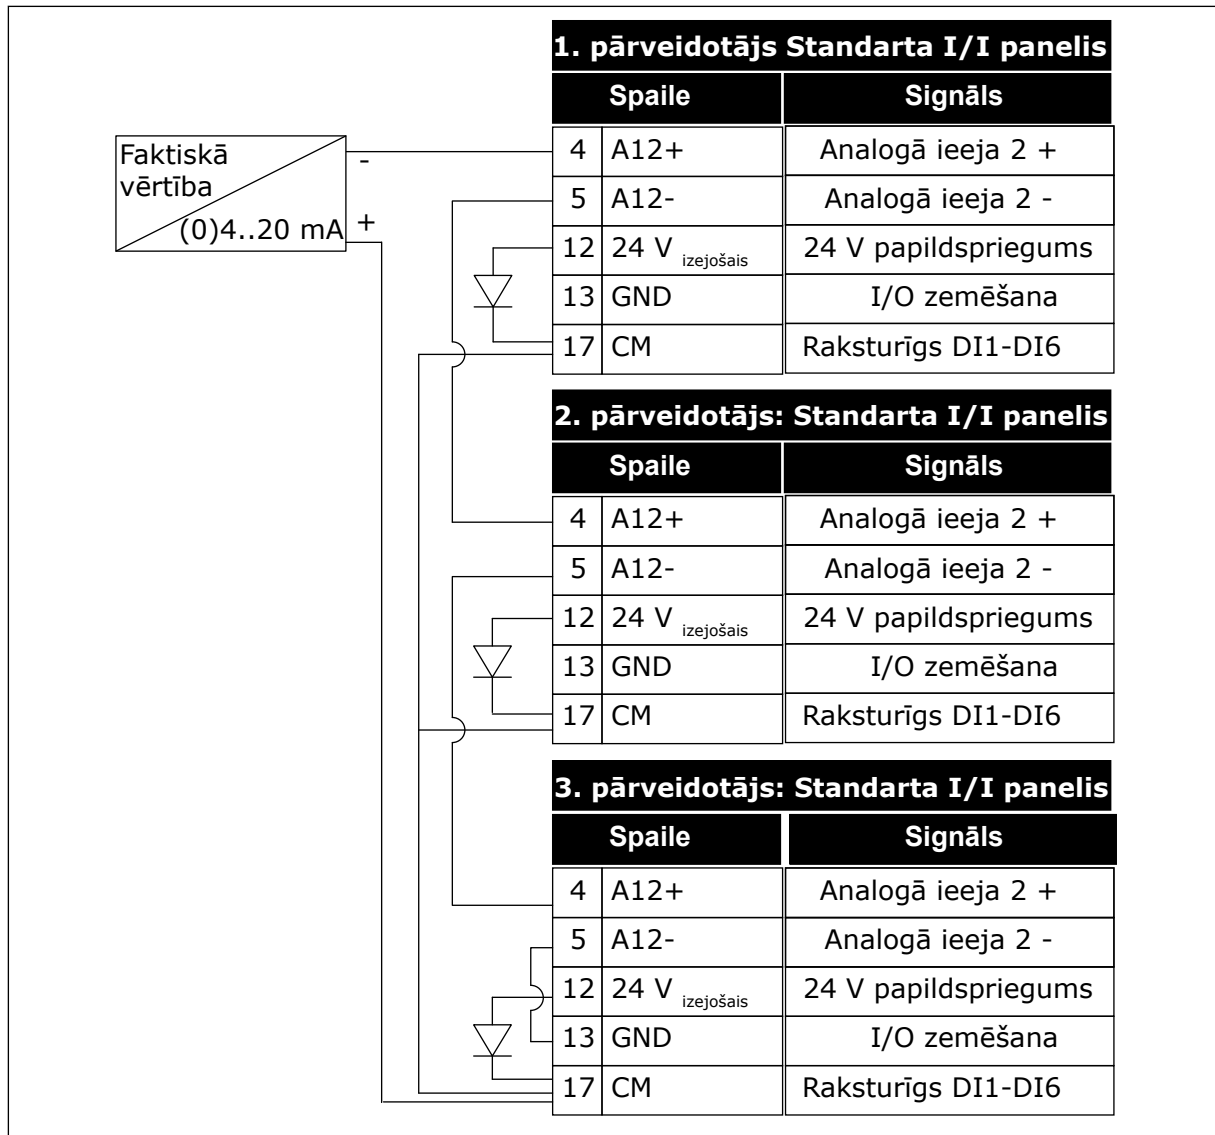 1. pārveidotājs Standarta I/I panelis
Spaile Signāls
4 A12+ Analogā ieeja 2 +
5 A12- Analogā ieeja 2 -
12 24 V izejošais 24 V papildspriegums
13 GND I/O zemēšana
17 CM Raksturīgs DI1-DI6
Faktiskā
vērtība
(0)4..20 mA
-
+
2. pārveidotājs: Standarta I/I panelis
Spaile Signāls
4 A12+ Analogā ieeja 2 +
5 A12- Analogā ieeja 2 -
12 24 V izejošais 24 V papildspriegums
13 GND I/O zemēšana
17 CM Raksturīgs DI1-DI6
3. pārveidotājs: Standarta I/I panelis
Spaile Signāls
4 A12+ Analogā ieeja 2 +
5 A12- Analogā ieeja 2 -
12 24 V izejošais 24 V papildspriegums
13 GND I/O zemēšana
17 CM Raksturīgs DI1-DI6